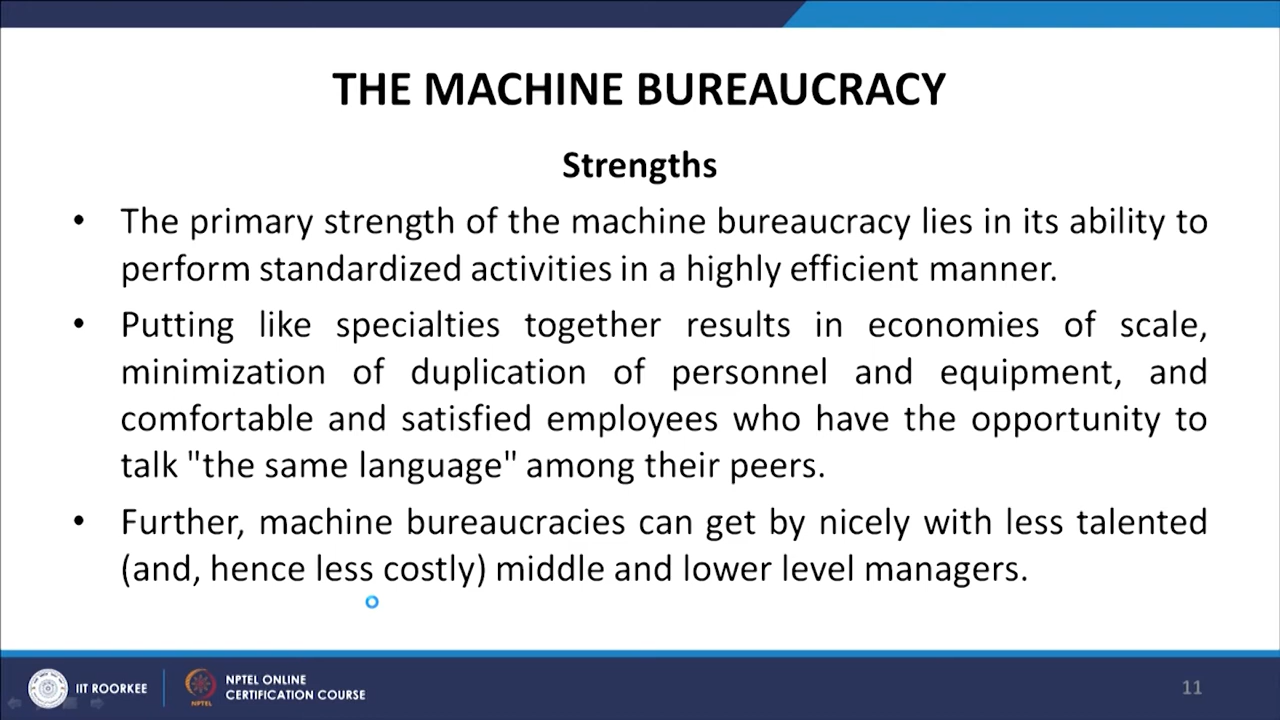 THE MACHINE BUREAUCRACY
Strengths
• The primary strength of the machine bureaucracy lies in its ability to
perform standardized activities in a highly efficient manner.
• Putting like specialties together results in economies of scale,
minimization of duplication of personnel and equipment, and
comfortable and satisfied employees who have the opportunity to
talk "the same language" among their peers.
• Further, machine bureaucracies can get by nicely with less talented
(and, hence less costly) middle and lower level managers.
IIT ROORKEE
NPTEL
NPTEL ONLINE
CERTIFICATION COURSE
11